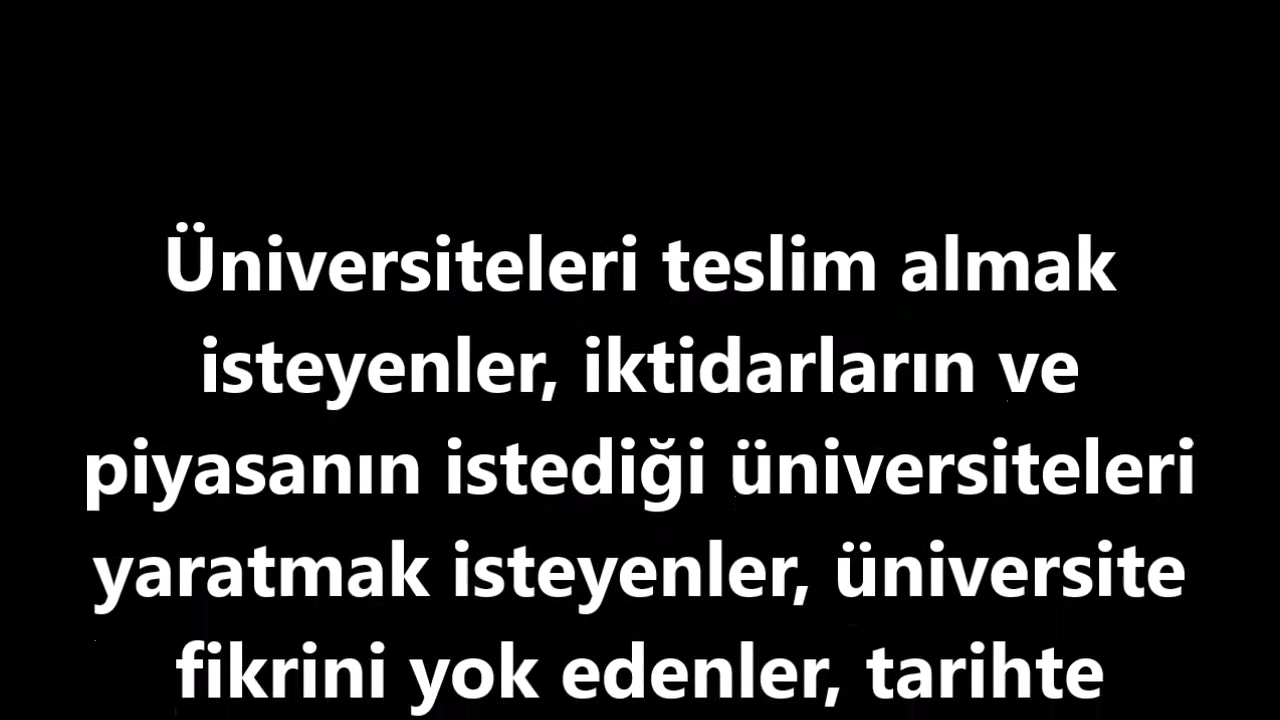 Üniversiteleri teslim almak
isteyenler, iktidarların ve
piyasanın istediği üniversiteleri
yaratmak isteyenler, üniversite
fikrini yok edenler, tarihte